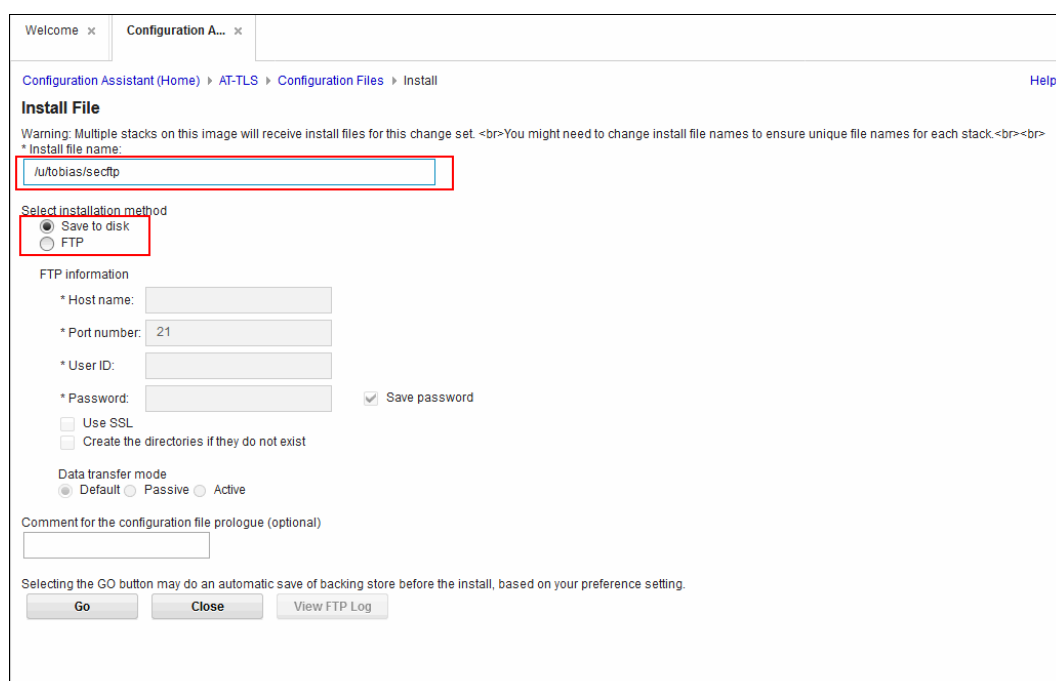 Welcome × Configuration A... ×
Configuration Assistant (Home) ▸ AT-TLS ▸ Configuration Files ▸ Install Help
Install File
Warning: Multiple stacks on this image will receive install files for this change set. <br>You might need to change install file names to ensure unique file names for each stack.<br><br>
* Install file name:
/u/tobias/secftp
Select installation method
Save to disk
FTP
FTP information
* Host name:
* Port number: 21
* User ID:
* Password: Save password
Use SSL
Create the directories if they do not exist
Data transfer mode
Default Passive Active
Comment for the configuration file prologue (optional)
Selecting the GO button may do an automatic save of backing store before the install, based on your preference setting.
Go Close View FTP Log